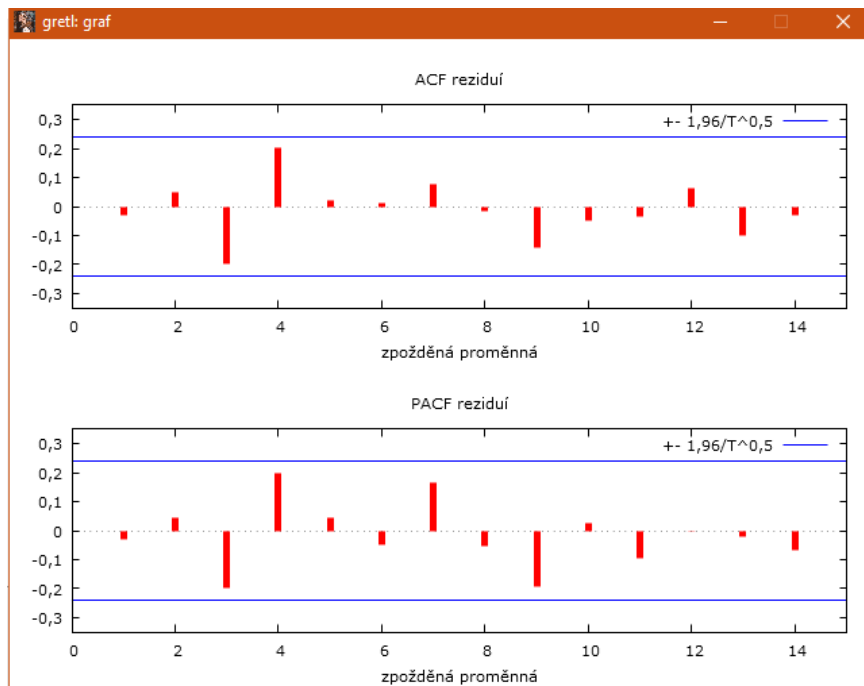 gretl: graf
ACF reziduí
+- 1,96/T^0,5
0,3
0,2
0,1
0
-0,1
-0,2
-0,3
0 2 4 6 8 10 12 14
zpožděná proměnná
PACF reziduí
+- 1,96/T^0,5
0,3
0,2
0,1
0
-0,1
-0,2
-0,3
0 2 4 6 8 10 12 14
zpožděná proměnná